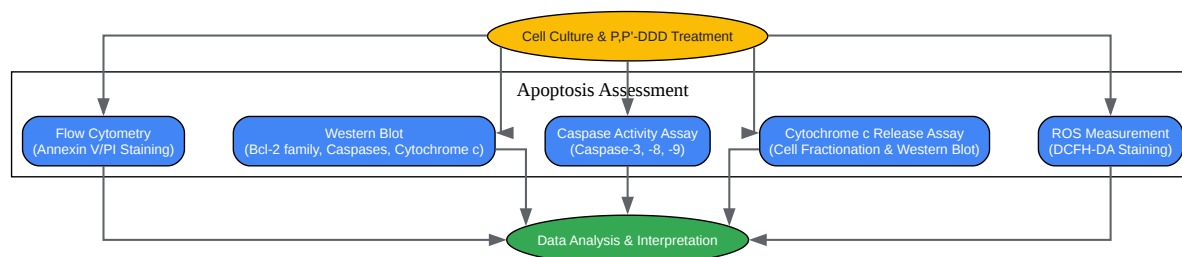 Cell Culture & P,P'-DDD Treatment
Apoptosis Assessment
Flow Cytometry
(Annexin V/PI Staining)
Western Blot
(Bcl-2 family, Caspases, Cytochrome c)
Caspase Activity Assay
(Caspase-3, -8, -9)
Cytochrome c Release Assay
(Cell Fractionation & Western Blot)
ROS Measurement
(DCFH-DA Staining)
Data Analysis & Interpretation